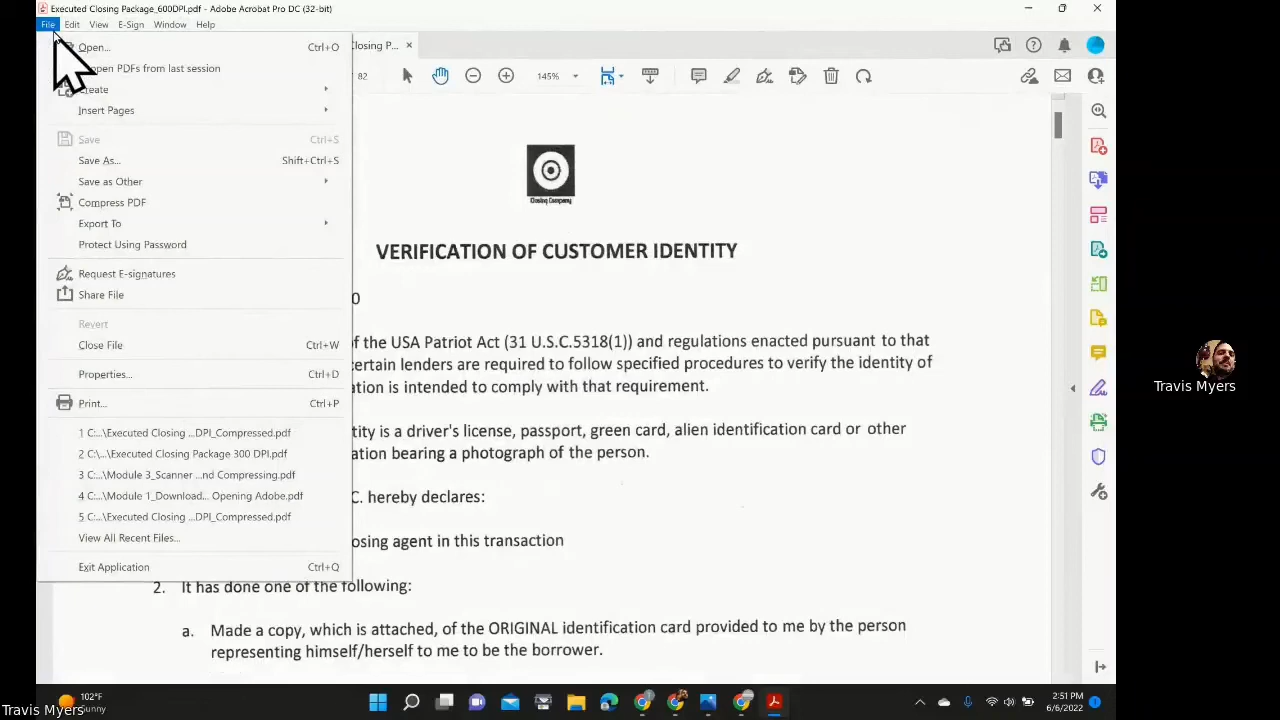 Executed Closing Package_600DPI.pdf - Adobe Acrobat Pro DC (32-bit)
File Edit View E-Sign Window Help
Closing P...
82 145%
Open... Ctrl+O
open PDFs from last session
Create
Insert Pages
Save Ctrl+S
Save As... Shift+Ctrl+S
Save as Other
Compress PDF
Export To
Protect Using Password
Request E-signatures
Share File
Revert
Close File Ctrl+W
Properties... Ctrl+D
Print... Ctrl+P
1 C:...\Executed Closing ...DPI_Compressed.pdf
2 C:\...\Executed Closing Package 300 DPI.pdf
3 C:...\Module 3_Scanner ...nd Compressing.pdf
4 C:...\Module 1_Download... Opening Adobe.pdf
5 C:...\Executed Closing ...DPI_Compressed.pdf
View All Recent Files...
Exit Application Ctrl+Q
Closing Company
VERIFICATION OF CUSTOMER IDENTITY
0
of the USA Patriot Act (31 U.S.C.5318(1)) and regulations enacted pursuant to that
certain lenders are required to follow specified procedures to verify the identity of
ation is intended to comply with that requirement.
tity is a driver's license, passport, green card, alien identification card or other
ation bearing a photograph of the person.
C. hereby declares:
osing agent in this transaction
2. It has done one of the following:
a. Made a copy, which is attached, of the ORIGINAL identification card provided to me by the person
representing himself/herself to me to be the borrower.
Travis Myers
102°F
Sunny
2:51 PM
6/6/2022
1
Travis Myers